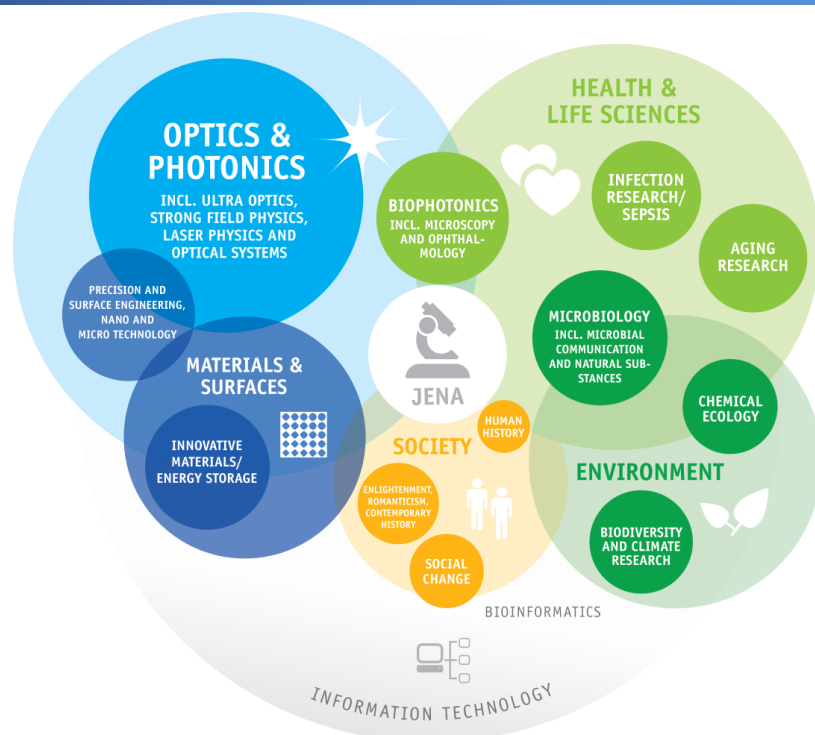 OPTICS &
PHOTONICS
INCL. ULTRA OPTICS,
STRONG FIELD PHYSICS,
LASER PHYSICS AND
OPTICAL SYSTEMS
PRECISION AND
SURFACE ENGINEERING,
NANO AND
MICRO TECHNOLOGY
MATERIALS &
SURFACES
INNOVATIVE
MATERIALS/
ENERGY STORAGE
BIOPHOTONICS
INCL. MICROSCOPY
AND OPHTHAL-
MOLOGY
JENA
HEALTH &
LIFE SCIENCES
INFECTION
RESEARCH/
SEPSIS
AGING
RESEARCH
MICROBIOLOGY
INCL. MICROBIAL
COMMUNICATION
AND NATURAL SUB-
STANCES
CHEMICAL
ECOLOGY
ENVIRONMENT
BIODIVERSITY
AND CLIMATE
RESEARCH
HUMAN
HISTORY
SOCIETY
ENLIGHTENMENT,
ROMANTICISM,
CONTEMPORARY
HISTORY
SOCIAL
CHANGE
BIOINFORMATICS
INFORMATION TECHNOLOGY